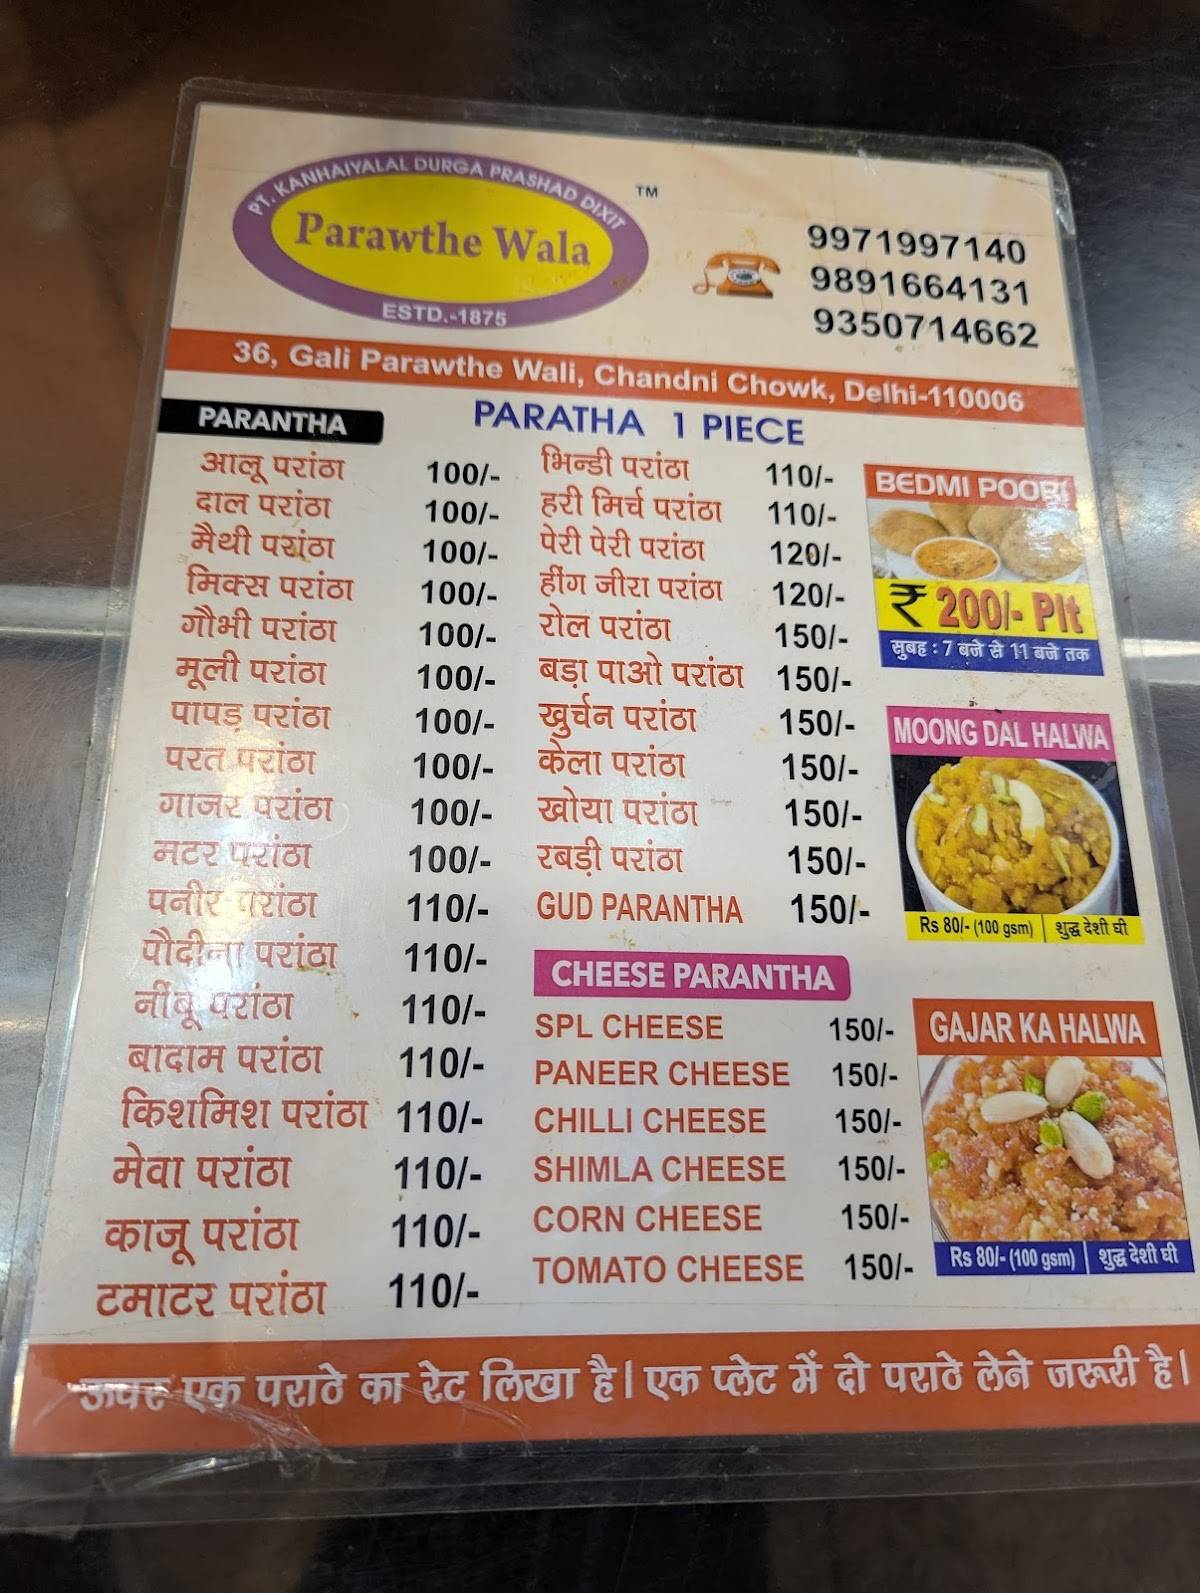 PT. KANHAIYALAL DURGA PRASHAD DIXIT
Parawthe Wala
ESTD.-1875
TM
9971997140
9891664131
9350714662
36, Gali Parawthe Wali, Chandni Chowk, Delhi-110006
PARANTHA
PARATHA 1 PIECE
आलू परांठा 100/-
दाल परांठा 100/-
मैथी परांठा 100/-
मिक्स परांठा 100/-
गौभी परांठा 100/-
मूली परांठा 100/-
पापड़ परांठा 100/-
परत परांठा 100/-
गाजर परांठा 100/-
मटर परांठा 100/-
पनीर परांठा 110/-
पौदीना परांठा 110/-
नींबू परांठा 110/-
बादाम परांठा 110/-
किशमिश परांठा 110/-
मेवा परांठा 110/-
काजू परांठा 110/-
टमाटर परांठा 110/-
भिन्डी परांठा 110/-
हरी मिर्च परांठा 110/-
पेरी पेरी परांठा 120/-
हींग जीरा परांठा 120/-
रोल परांठा 150/-
बड़ा पाओ परांठा 150/-
खुर्चन परांठा 150/-
केला परांठा 150/-
खोया परांठा 150/-
रबड़ी परांठा 150/-
GUD PARANTHA 150/-
CHEESE PARANTHA
SPL CHEESE 150/-
PANEER CHEESE 150/-
CHILLI CHEESE 150/-
SHIMLA CHEESE 150/-
CORN CHEESE 150/-
TOMATO CHEESE 150/-
BEDMI POORI
₹ 200/- Plt
सुबह : 7 बजे से 11 बजे तक
MOONG DAL HALWA
Rs 80/- (100 gsm) शुद्ध देशी घी
GAJAR KA HALWA
Rs 80/- (100 gsm) शुद्ध देशी घी
ऊपर एक पराठे का रेट लिखा है। एक प्लेट में दो पराठे लेने जरूरी है।